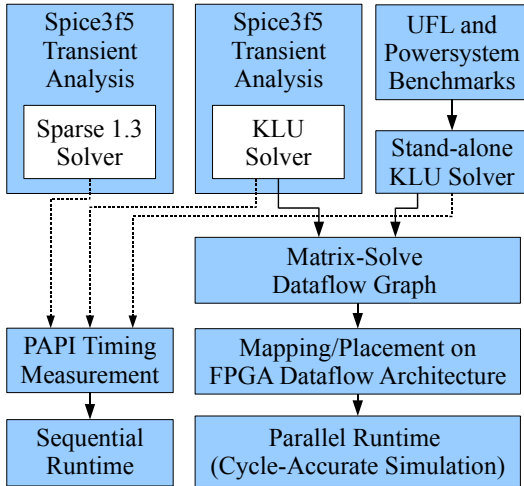 Spice3f5
Transient
Analysis
Sparse 1.3
Solver
Spice3f5
Transient
Analysis
KLU
Solver
UFL and
Powersystem
Benchmarks
Stand-alone
KLU Solver
Matrix-Solve
Dataflow Graph
PAPI Timing
Measurement
Mapping/Placement on
FPGA Dataflow Architecture
Sequential
Runtime
Parallel Runtime
(Cycle-Accurate Simulation)